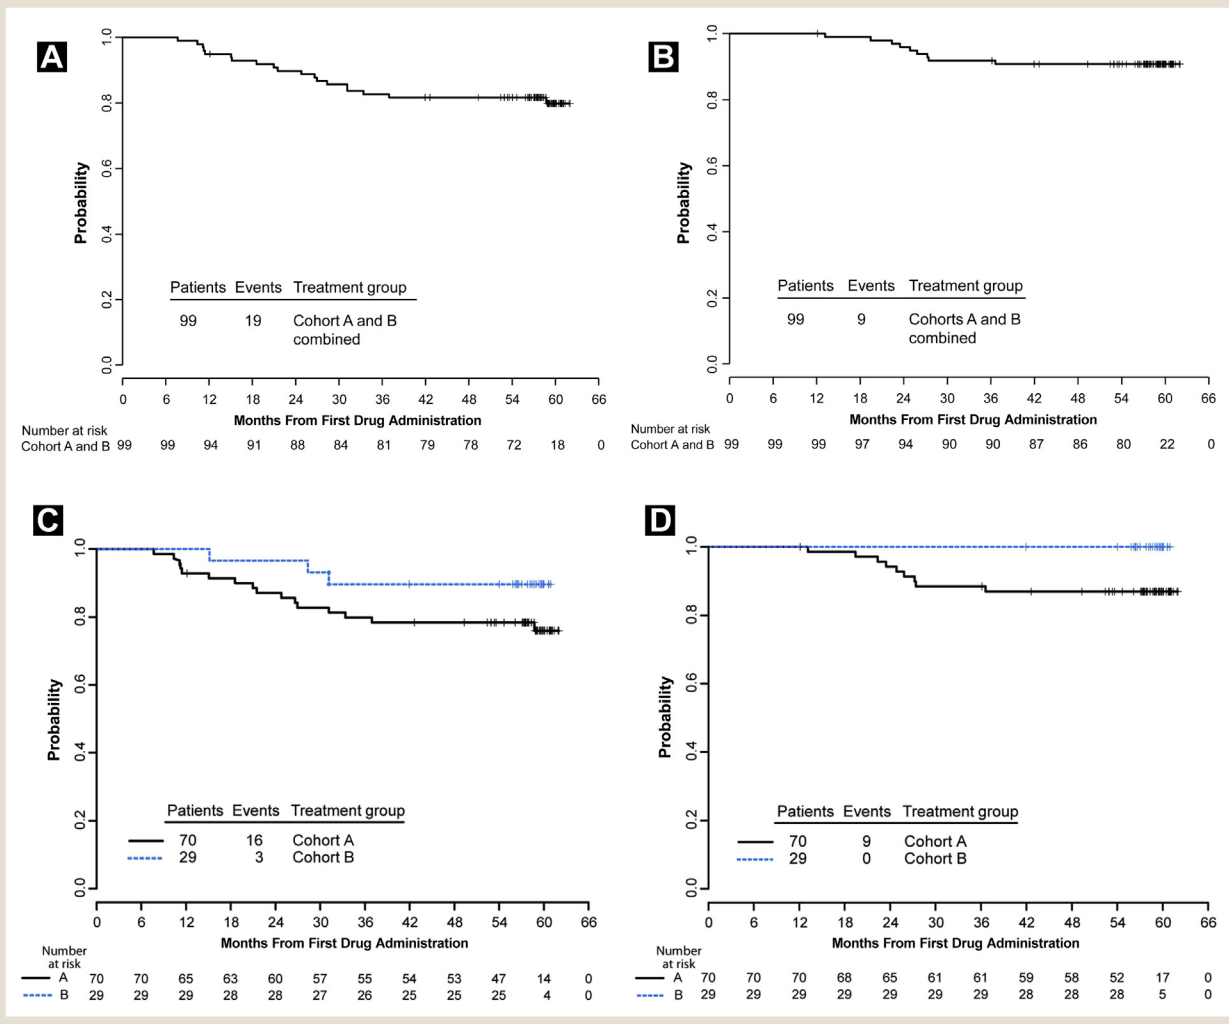 A
1.0
0.8
0.6
0.4
0.2
0.0
Probability
Patients Events Treatment group
99 19 Cohort A and B
combined
0 6 12 18 24 30 36 42 48 54 60 66
Months From First Drug Administration
Number at risk
Cohort A and B 99 99 94 91 88 84 81 79 78 72 18 0
B
1.0
0.8
0.6
0.4
0.2
0.0
Probability
Patients Events Treatment group
99 9 Cohorts A and B
combined
0 6 12 18 24 30 36 42 48 54 60 66
Months From First Drug Administration
Number at risk
Cohort A and B 99 99 99 97 94 90 90 87 86 80 22 0
C
1.0
0.8
0.6
0.4
0.2
0.0
Probability
Patients Events Treatment group
70 16 Cohort A
29 3 Cohort B
0 6 12 18 24 30 36 42 48 54 60 66
Months From First Drug Administration
Number
at risk
A 70 70 65 63 60 57 55 54 53 47 14 0
B 29 29 29 28 28 27 26 25 25 25 4 0
D
1.0
0.8
0.6
0.4
0.2
0.0
Probability
Patients Events Treatment group
70 9 Cohort A
29 0 Cohort B
0 6 12 18 24 30 36 42 48 54 60 66
Months From First Drug Administration
Number
at risk
A 70 70 70 68 65 61 61 59 58 52 17 0
B 29 29 29 29 29 29 29 28 28 28 5 0